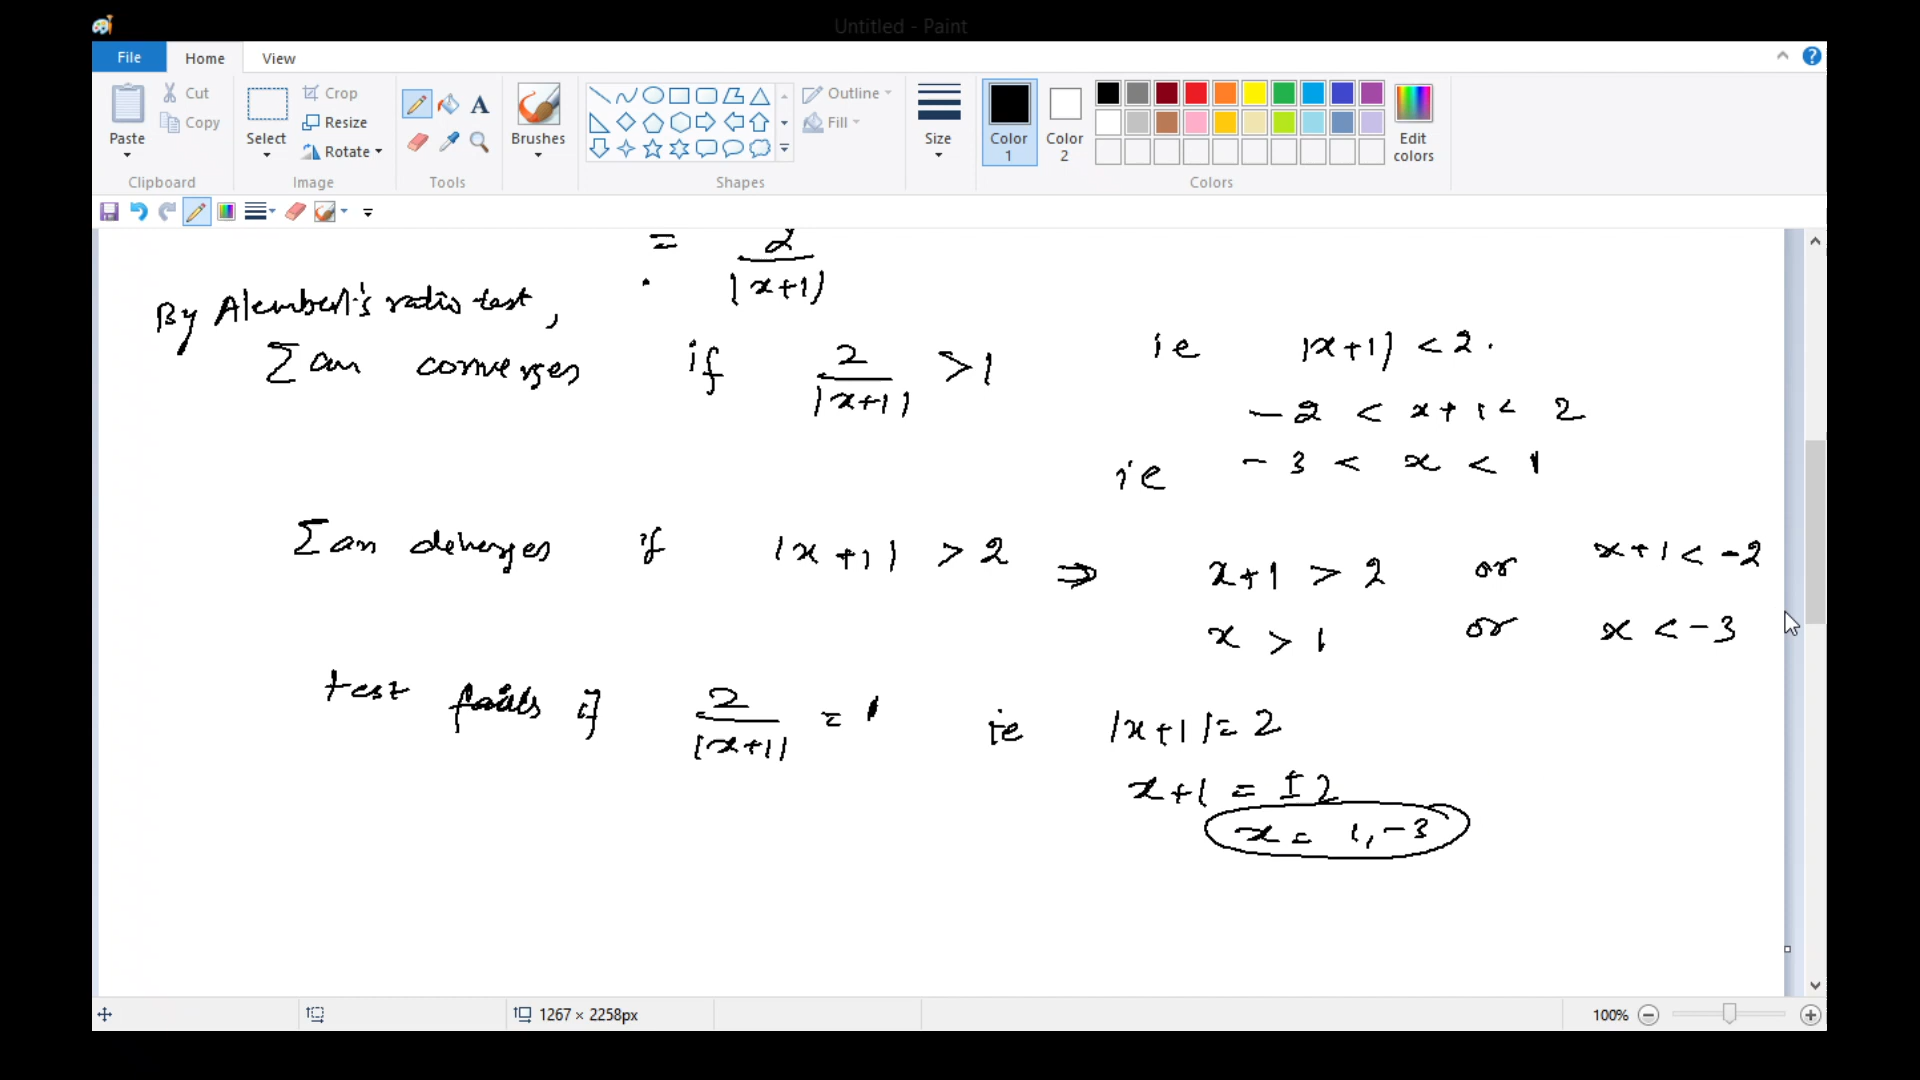 Untitled - Paint
File Home View
Paste Cut Copy Clipboard
Select Crop Resize Rotate Image
Tools
Brushes
Outline Fill Shapes
Size
Color 1 Color 2 Edit colors Colors
= 2/|x+1|
By Alembert's ratio test,
Σan converges if 2/|x+1| >1 ie |x+1| < 2.
-2 < x+1 < 2
ie -3 < x < 1
Σan diverges if |x+1| > 2 ⇒ x+1 > 2 or x+1 < -2
x > 1 or x < -3
test fails if 2/|x+1| = 1 ie |x+1| = 2
x+1 = ±2
x = 1, -3
1267 × 2258px 100%